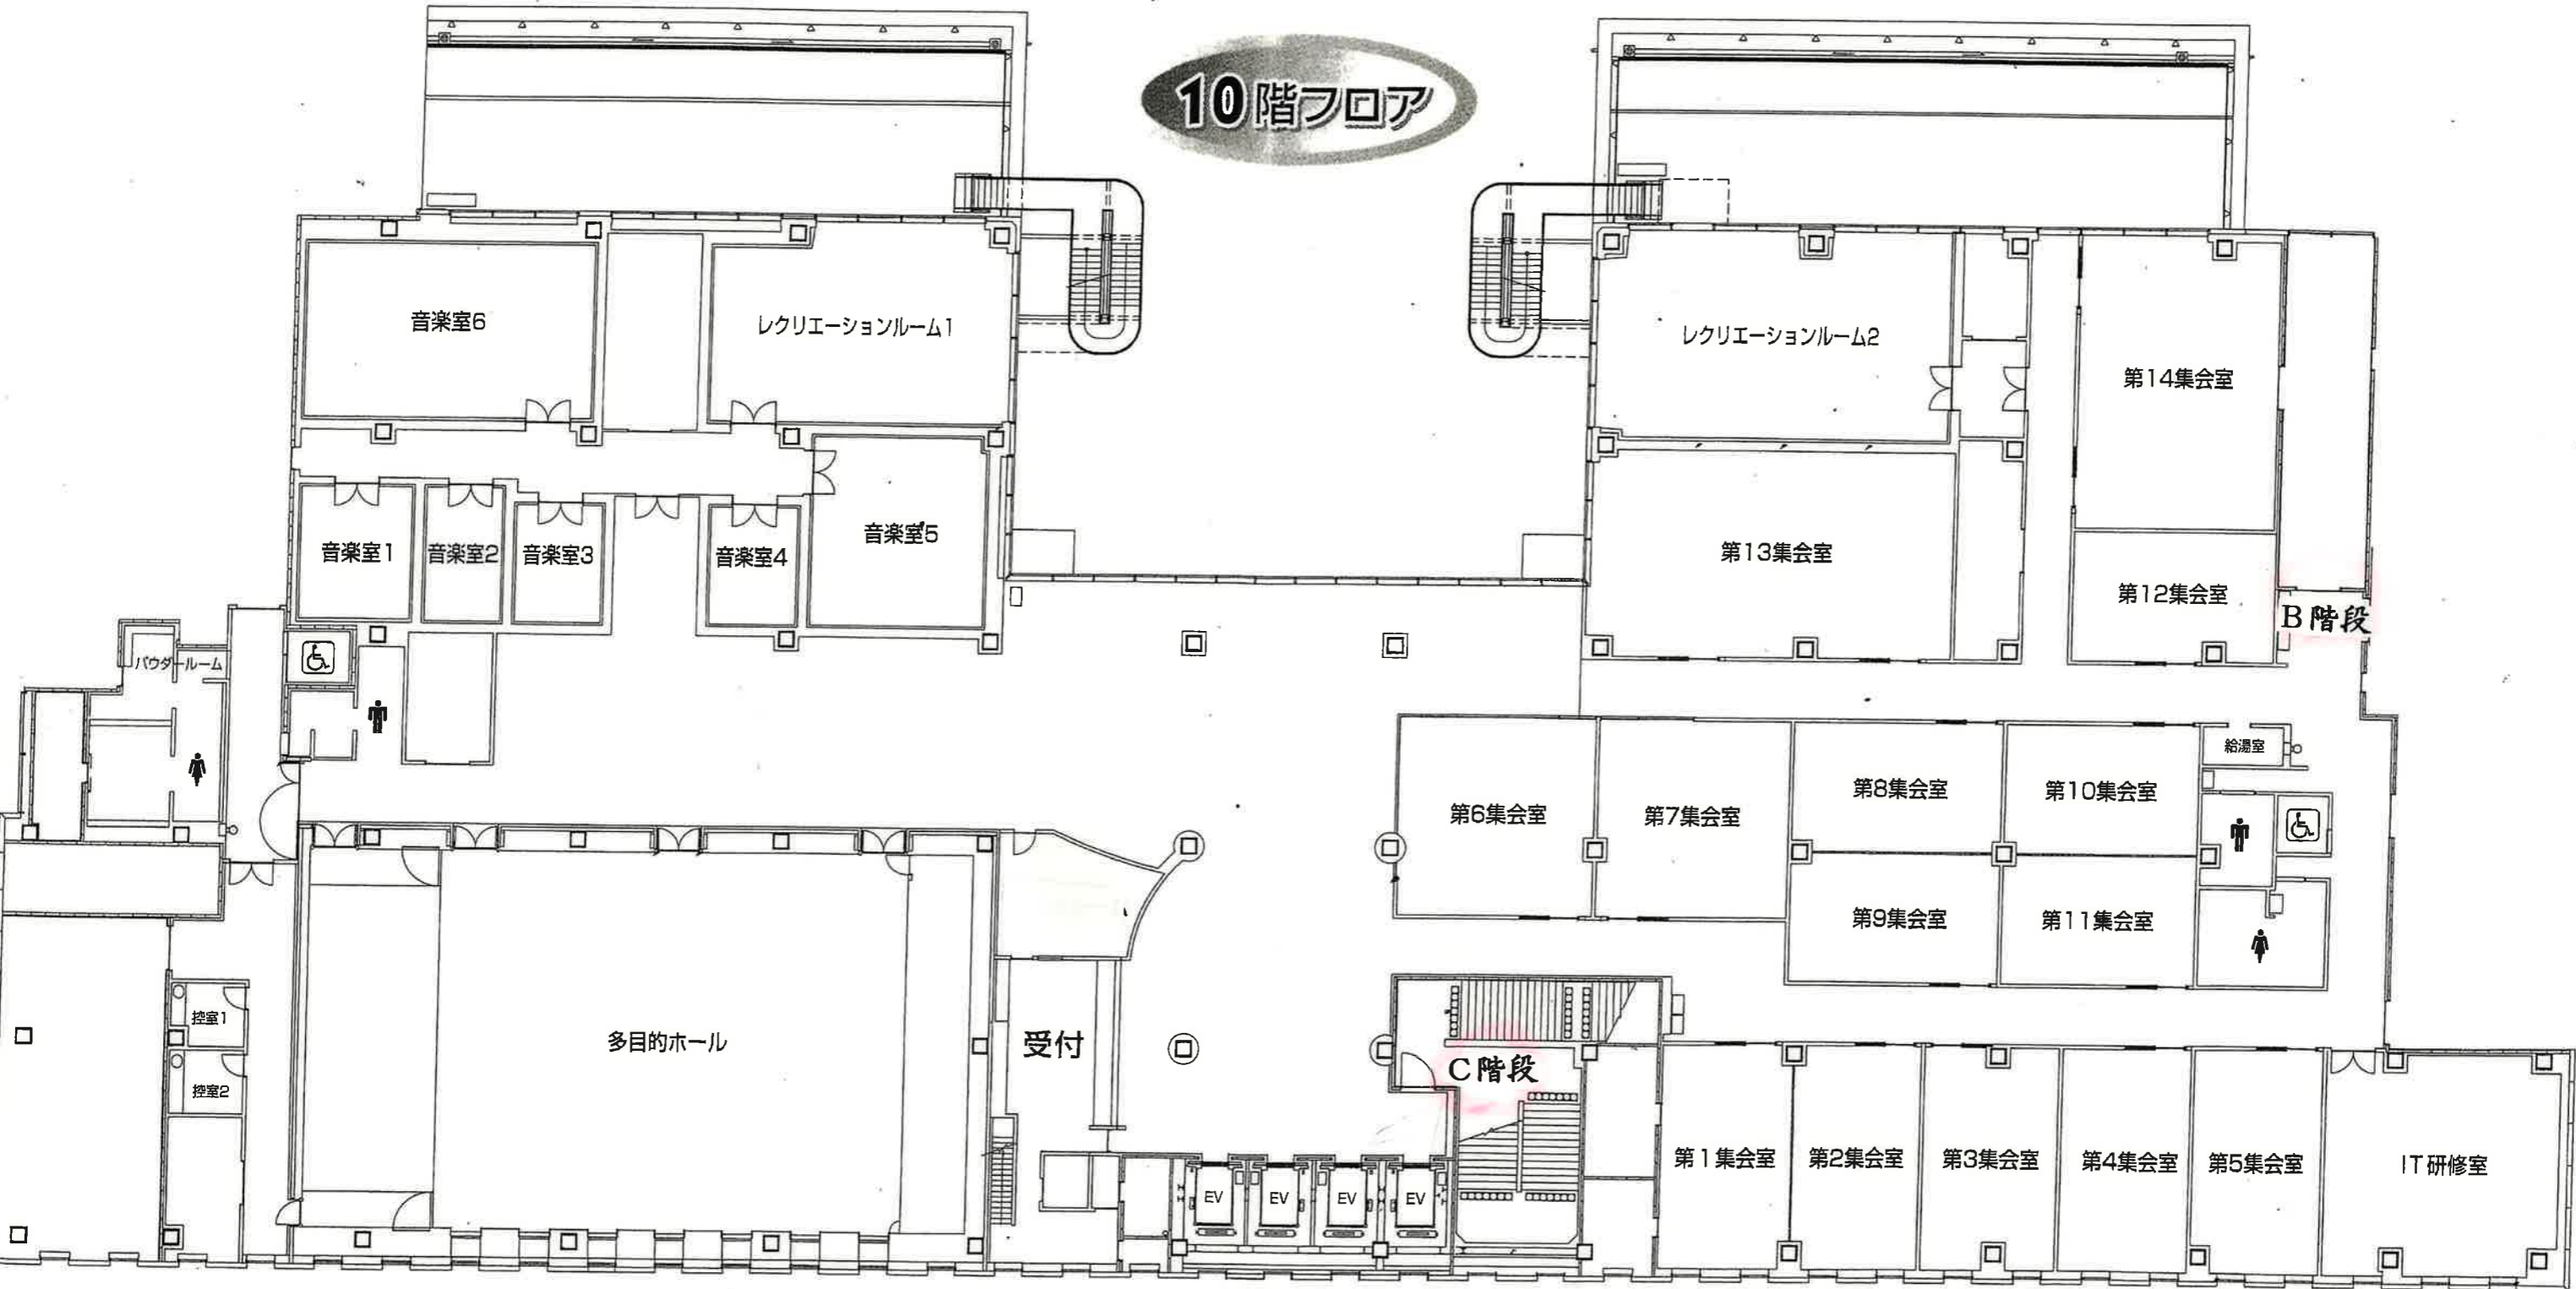 10階フロア
音楽室6
レクリエーションルーム1
レクリエーションルーム2
第14集会室
音楽室1
音楽室2
音楽室3
音楽室4
音楽室5
第13集会室
第12集会室
B階段
パウダールーム
第6集会室
第7集会室
第8集会室
第10集会室
給湯室
第9集会室
第11集会室
控室1
控室2
多目的ホール
受付
C階段
EV
EV
EV
EV
第1集会室
第2集会室
第3集会室
第4集会室
第5集会室
IT研修室